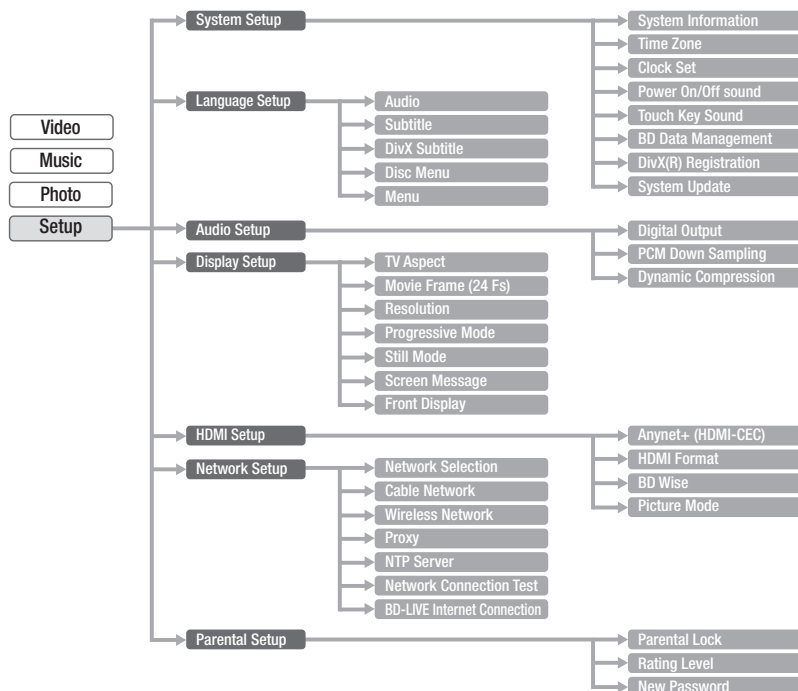 Video
Music
Photo
Setup
System Setup
System Information
Time Zone
Clock Set
Power On/Off sound
Touch Key Sound
BD Data Management
DivX(R) Registration
System Update
Language Setup
Audio
Subtitle
DivX Subtitle
Disc Menu
Menu
Audio Setup
Digital Output
PCM Down Sampling
Dynamic Compression
Display Setup
TV Aspect
Movie Frame (24 Fs)
Resolution
Progressive Mode
Still Mode
Screen Message
Front Display
HDMI Setup
Anynet+ (HDMI-CEC)
HDMI Format
BD Wise
Picture Mode
Network Setup
Network Selection
Cable Network
Wireless Network
Proxy
NTP Server
Network Connection Test
BD-LIVE Internet Connection
Parental Setup
Parental Lock
Rating Level
New Password